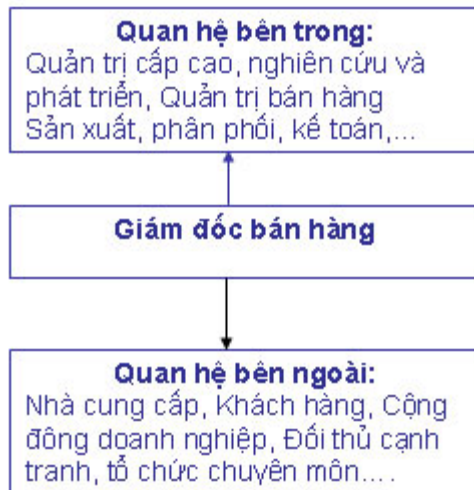 Quan hệ bên trong:
Quản trị cấp cao, nghiên cứu và
phát triển, Quản trị bán hàng
Sản xuất, phân phối, kế toán,...
Giám đốc bán hàng
Quan hệ bên ngoài:
Nhà cung cấp, Khách hàng, Cộng
đông doanh nghiệp, Đối thủ cạnh
tranh, tổ chức chuyên môn....